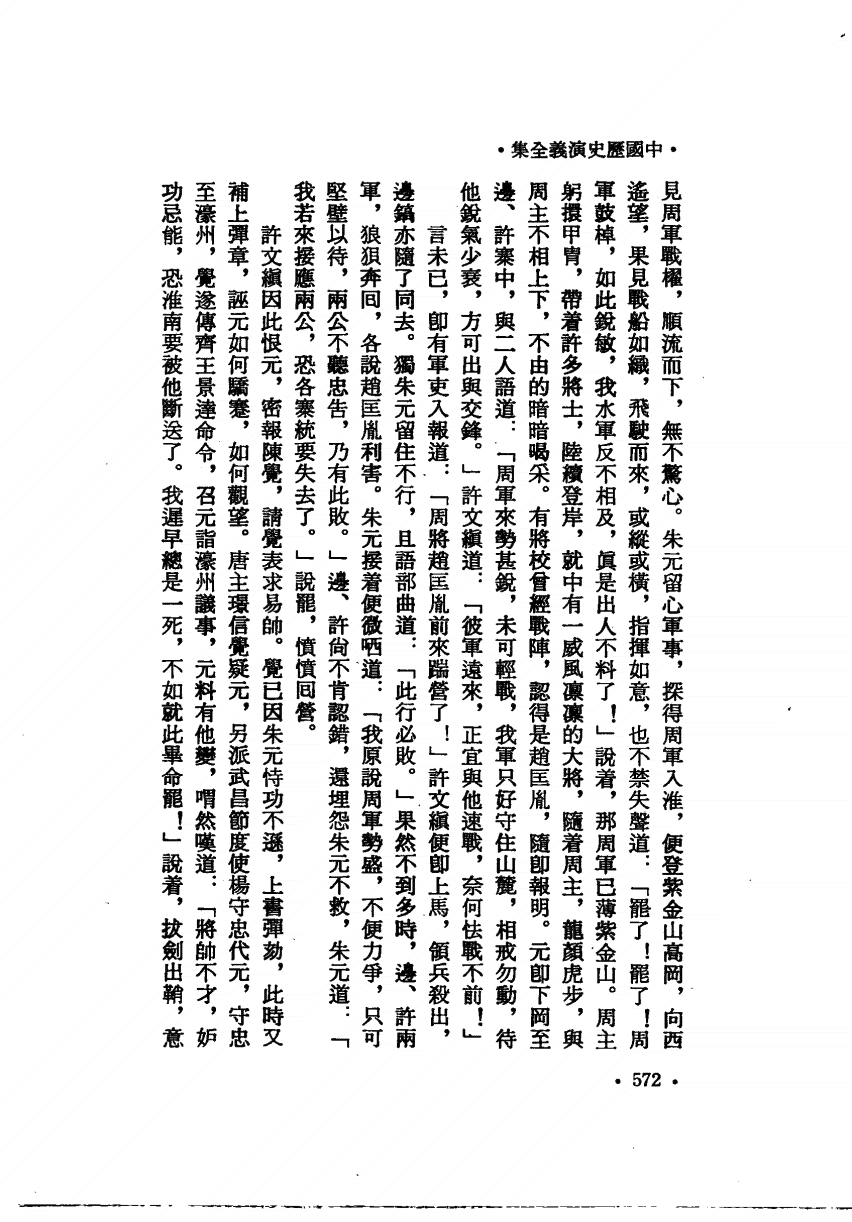 •中國歷史演義全集•
見周軍戰櫂，順流而下，無不驚心。朱元留心軍事，探得周軍入淮，便登紫金山高岡，向西
遙望，果見戰船如織，飛駛而來，或縱或橫，指揮如意，也不禁失聲道：「罷了！罷了！周
軍鼓棹，如此銳敏，我水軍反不相及，眞是出人不料了！」說着，那周軍已薄紫金山。周主
躬擐甲冑，帶着許多將士，陸續登岸，就中有一威風凜凜的大將，隨着周主，龍顏虎步，與
周主不相上下，不由的暗暗喝采。有將校曾經戰陣，認得是趙匡胤，隨卽報明。元卽下岡至
邊、許寨中，與二人語道：「周軍來勢甚銳，未可輕戰，我軍只好守住山麓，相戒勿動，待
他銳氣少衰，方可出與交鋒。」許文縝道：「彼軍遠來，正宜與他速戰，奈何怯戰不前！」
言未已，卽有軍吏入報道：「周將趙匡胤前來踹營了！」許文縝便卽上馬，領兵殺出，
邊鎬亦隨了同去。獨朱元留住不行，且語部曲道：「此行必敗。」果然不到多時，邊、許兩
軍，狼狽奔回，各說趙匡胤利害。朱元接着便微哂道：「我原說周軍勢盛，不便力爭，只可
堅壁以待，兩公不聽忠告，乃有此敗。」邊、許尙不肯認錯，還埋怨朱元不救，朱元道：「
我若來接應兩公，恐各寨統要失去了。」說罷，憤憤回營。
許文縝因此恨元，密報陳覺，請覺表求易帥。覺已因朱元恃功不遜，上書彈劾，此時又
補上彈章，誣元如何驕蹇，如何觀望。唐主璟信覺疑元，另派武昌節度使楊守忠代元，守忠
至濠州，覺遂傳齊王景達命令，召元詣濠州議事，元料有他變，喟然嘆道：「將帥不才，妒
功忌能，恐淮南要被他斷送了。我遲早總是一死，不如就此畢命罷！」說着，拔劍出鞘，意
•572•